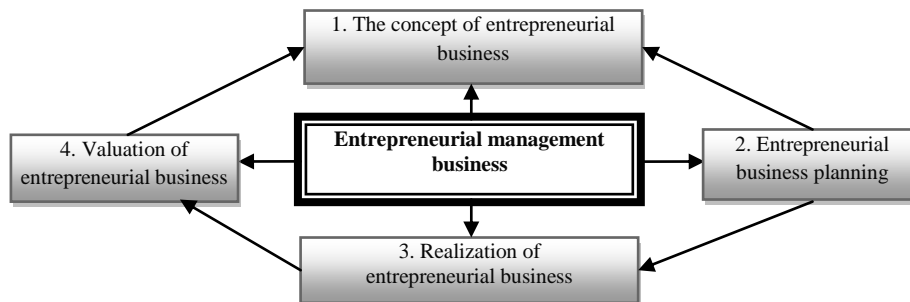 1. The concept of entrepreneurial
business
Entrepreneurial management
business
4. Valuation of
entrepreneurial business
2. Entrepreneurial
business planning
3. Realization of
entrepreneurial business